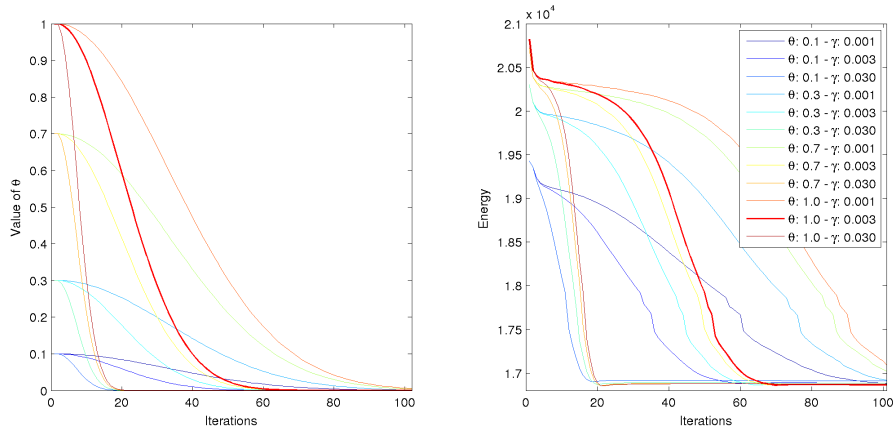 1
0.9
0.8
0.7
0.6
0.5
0.4
0.3
0.2
0.1
0
0
20
40
60
80
100
Value of θ
Iterations
x 10⁴
2.1
2.05
2
1.95
1.9
1.85
1.8
1.75
1.7
0
20
40
60
80
100
Energy
Iterations
θ: 0.1 - γ: 0.001
θ: 0.1 - γ: 0.003
θ: 0.1 - γ: 0.030
θ: 0.3 - γ: 0.001
θ: 0.3 - γ: 0.003
θ: 0.3 - γ: 0.030
θ: 0.7 - γ: 0.001
θ: 0.7 - γ: 0.003
θ: 0.7 - γ: 0.030
θ: 1.0 - γ: 0.001
θ: 1.0 - γ: 0.003
θ: 1.0 - γ: 0.030